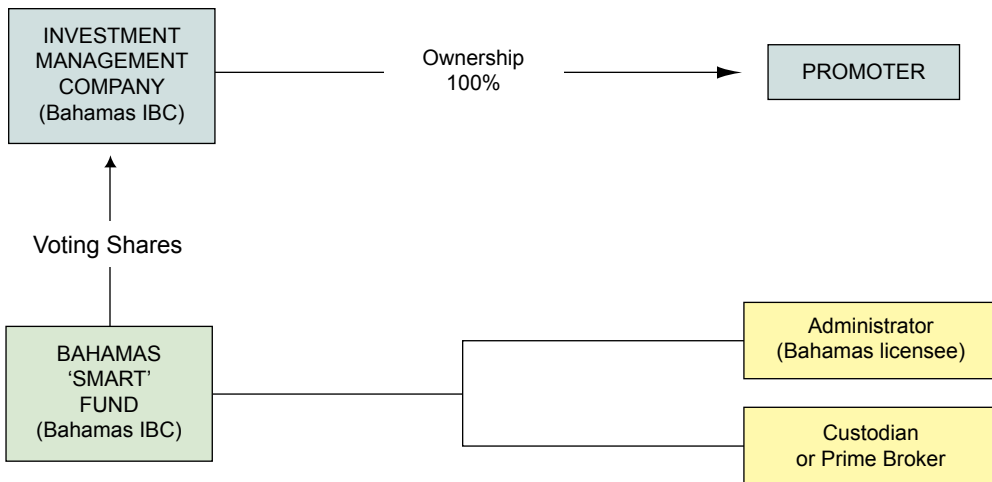 INVESTMENT
MANAGEMENT
COMPANY
(Bahamas IBC)
Ownership
100%
PROMOTER
Voting Shares
BAHAMAS
‘SMART’
FUND
(Bahamas IBC)
Administrator
(Bahamas licensee)
Custodian
or Prime Broker